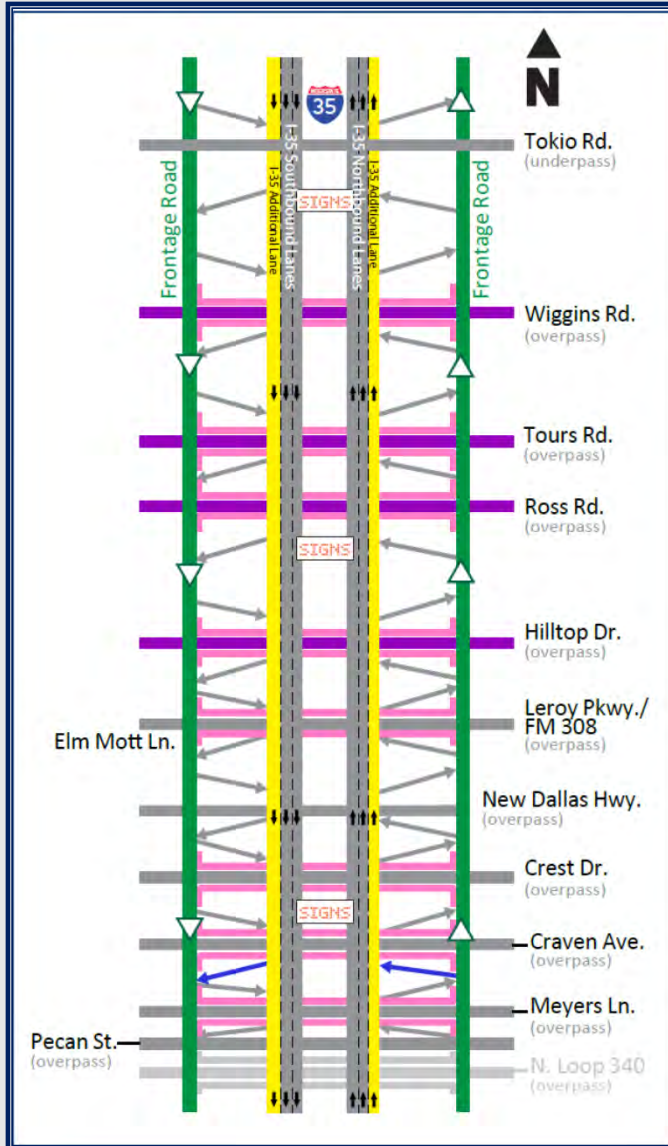 N
INTERSTATE
35
Tokio Rd.
(underpass)
Frontage Road
I-35 Additional Lane
I-35 Southbound Lanes
SIGNS
I-35 Northbound Lanes
I-35 Additional Lane
Frontage Road
Wiggins Rd.
(overpass)
Tours Rd.
(overpass)
Ross Rd.
(overpass)
SIGNS
Hilltop Dr.
(overpass)
Leroy Pkwy./
FM 308
(overpass)
Elm Mott Ln.
New Dallas Hwy.
(overpass)
Crest Dr.
(overpass)
SIGNS
Craven Ave.
(overpass)
Meyers Ln.
(overpass)
Pecan St.
(overpass)
N. Loop 340
(overpass)